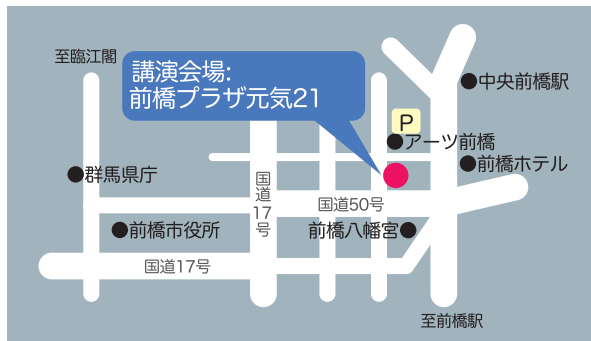 至臨江閣
講演会場:
前橋プラザ元気21
中央前橋駅
P
アーツ前橋
前橋ホテル
群馬県庁
国道17号
国道50号
前橋市役所
前橋八幡宮
国道17号
至前橋駅